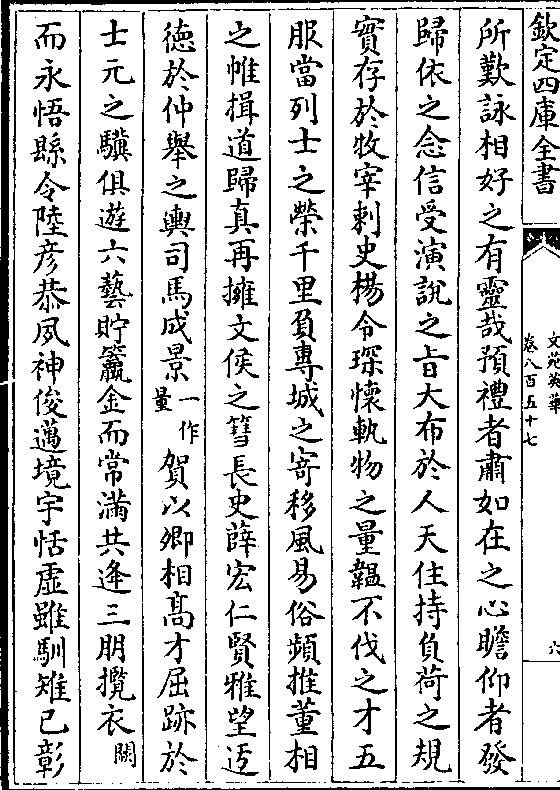 欽定四庫全書
文苑英華
卷八百五十七
六
所歎詠相好之有靈哉預禮者肅如在之心瞻仰者發
歸依之念信受演說之旨大布於人天住持負荷之規
實存於牧宰刺史楊令琛懷軌物之量韞不伐之才五
服當列士之榮千里負專城之寄移風易俗頻推董相
之帷揖道歸真再擁文侯之篲長史薛宏仁賢雅望迋
德於仲舉之輿司馬成景一作量賀以卿相高才屈跡於
士元之驥俱遊六藝貯籯金而常滿共逢三朋攬衣闕
而永悟縣令陸彦恭夙神俊邁境宇恬虛雖馴雉已彰